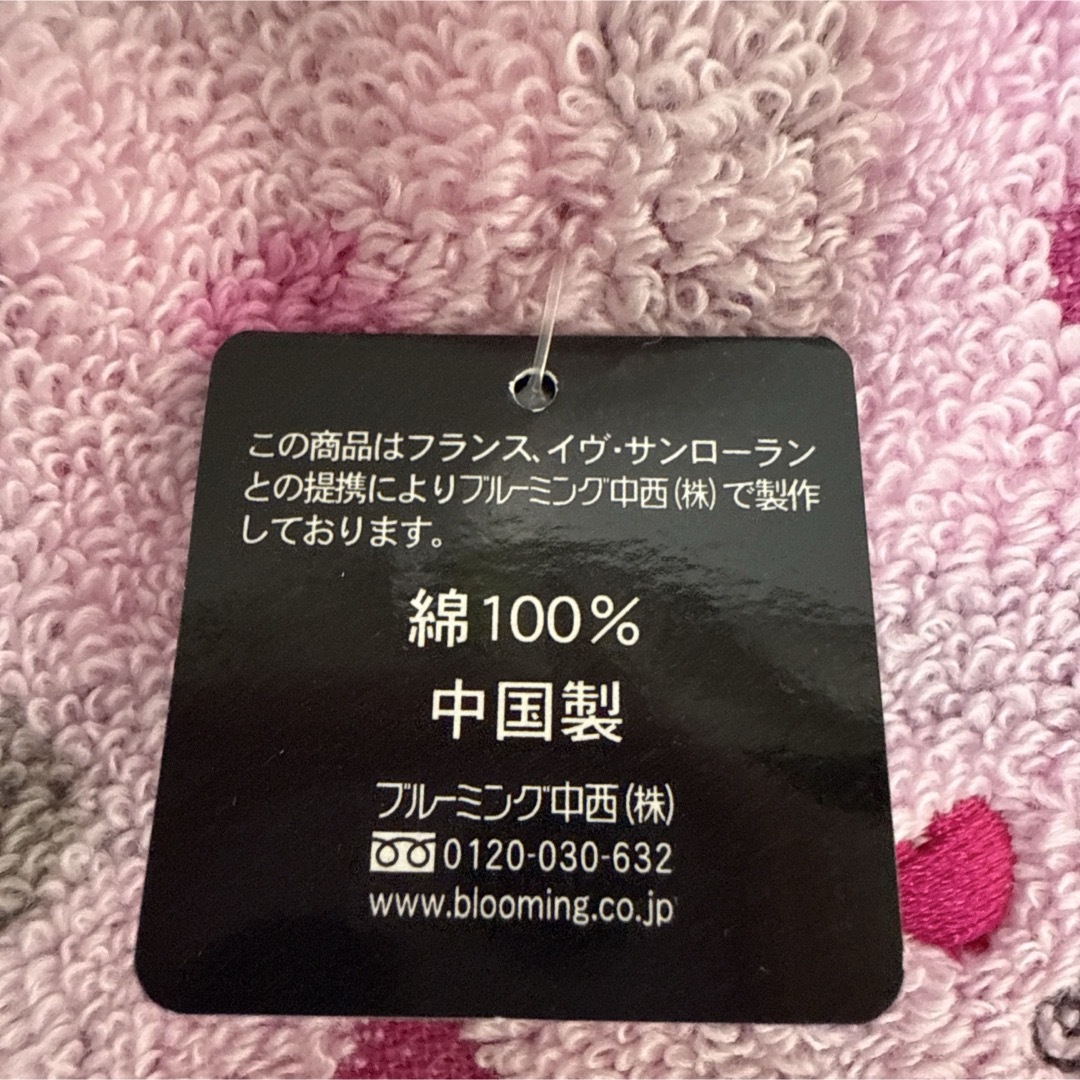 この商品はフランス、イヴ・サンローラン
との提携によりブルーミング中西(株)で製作
しております。
綿100%
中国製
ブルーミング中西(株)
0120-030-632
www.blooming.co.jp